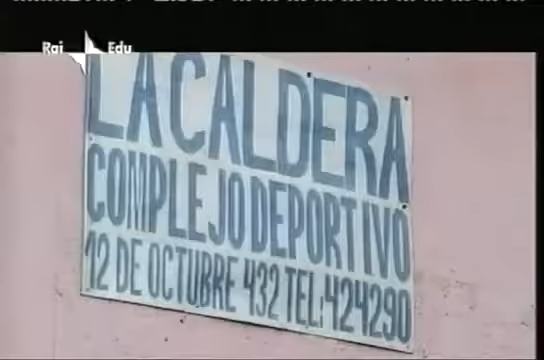 Rai Edu
LA CALDERA
COMPLEJO DEPORTIVO
12 DE OCTUBRE 432 TEL:424290